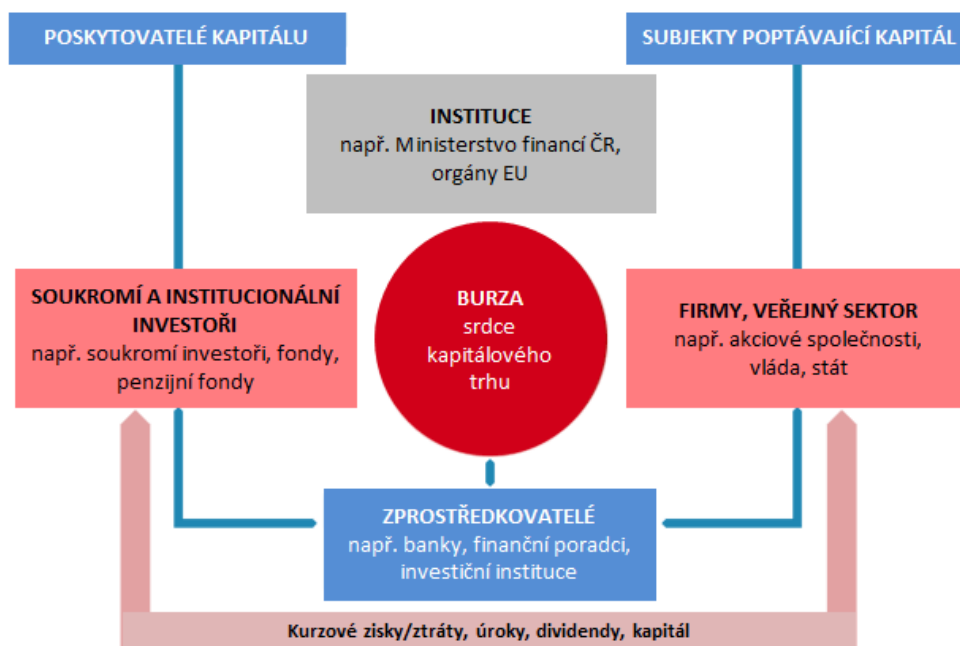 POSKYTOVATELÉ KAPITÁLU
SUBJEKTY POPTÁVAJÍCÍ KAPITÁL
INSTITUCE
např. Ministerstvo financí ČR,
orgány EU
SOUKROMÍ A INSTITUCIONÁLNÍ
INVESTOŘI
např. soukromí investoři, fondy,
penzijní fondy
BURZA
srdce
kapitálového
trhu
FIRMY, VEŘEJNÝ SEKTOR
např. akciové společnosti,
vláda, stát
ZPROSTŘEDKOVATELÉ
např. banky, finanční poradci,
investiční instituce
Kurzové zisky/ztráty, úroky, dividendy, kapitál